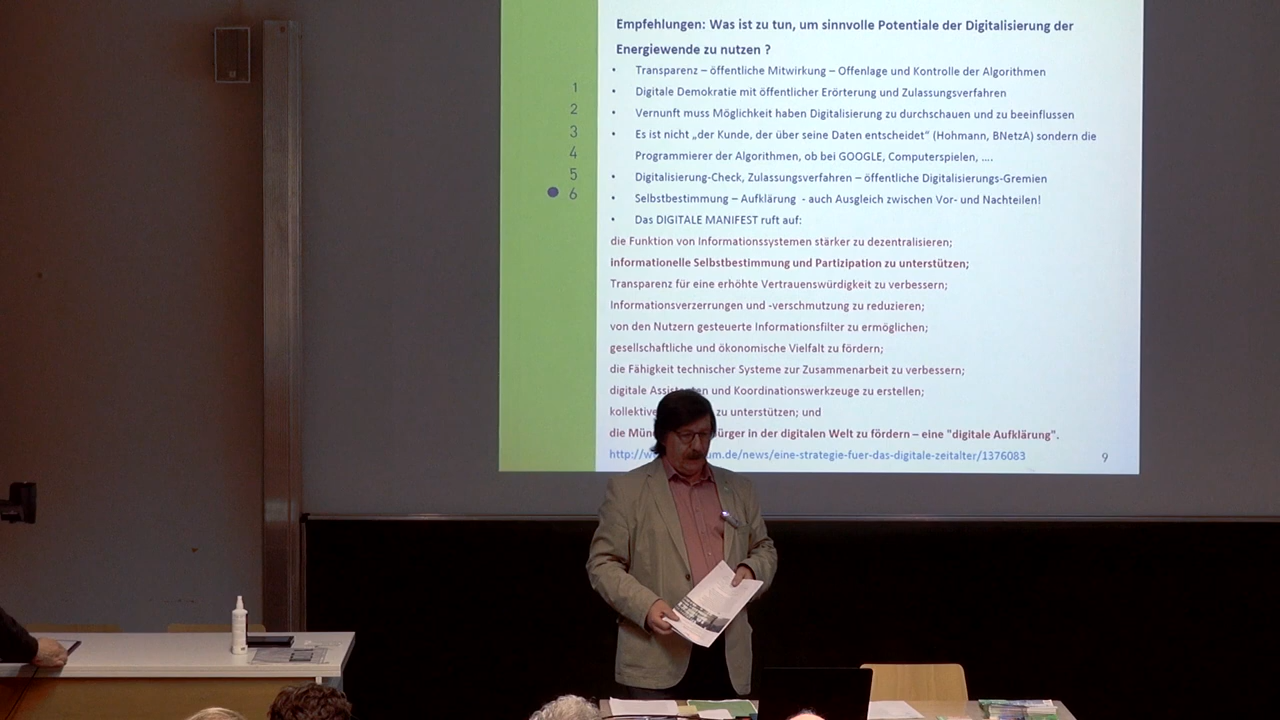 Empfehlungen: Was ist zu tun, um sinnvolle Potentiale der Digitalisierung der
Energiewende zu nutzen ?
• Transparenz – öffentliche Mitwirkung – Offenlage und Kontrolle der Algorithmen
• Digitale Demokratie mit öffentlicher Erörterung und Zulassungsverfahren
• Vernunft muss Möglichkeit haben Digitalisierung zu durchschauen und zu beeinflussen
• Es ist nicht „der Kunde, der über seine Daten entscheidet" (Hohmann, BNetzA) sondern die
Programmierer der Algorithmen, ob bei GOOGLE, Computerspielen, ....
• Digitalisierung-Check, Zulassungsverfahren – öffentliche Digitalisierungs-Gremien
• Selbstbestimmung – Aufklärung - auch Ausgleich zwischen Vor- und Nachteilen!
• Das DIGITALE MANIFEST ruft auf:
die Funktion von Informationssystemen stärker zu dezentralisieren;
informationelle Selbstbestimmung und Partizipation zu unterstützen;
Transparenz für eine erhöhte Vertrauenswürdigkeit zu verbessern;
Informationsverzerrungen und -verschmutzung zu reduzieren;
von den Nutzern gesteuerte Informationsfilter zu ermöglichen;
gesellschaftliche und ökonomische Vielfalt zu fördern;
die Fähigkeit technischer Systeme zur Zusammenarbeit zu verbessern;
digitale und Koordinationswerkzeuge zu erstellen;
kollektive zu unterstützen; und
die in der digitalen Welt zu fördern – eine "digitale Aufklärung".
um.de/news/eine-strategie-fuer-das-digitale-zeitalter/1376083
9
1
2
3
4
5
6